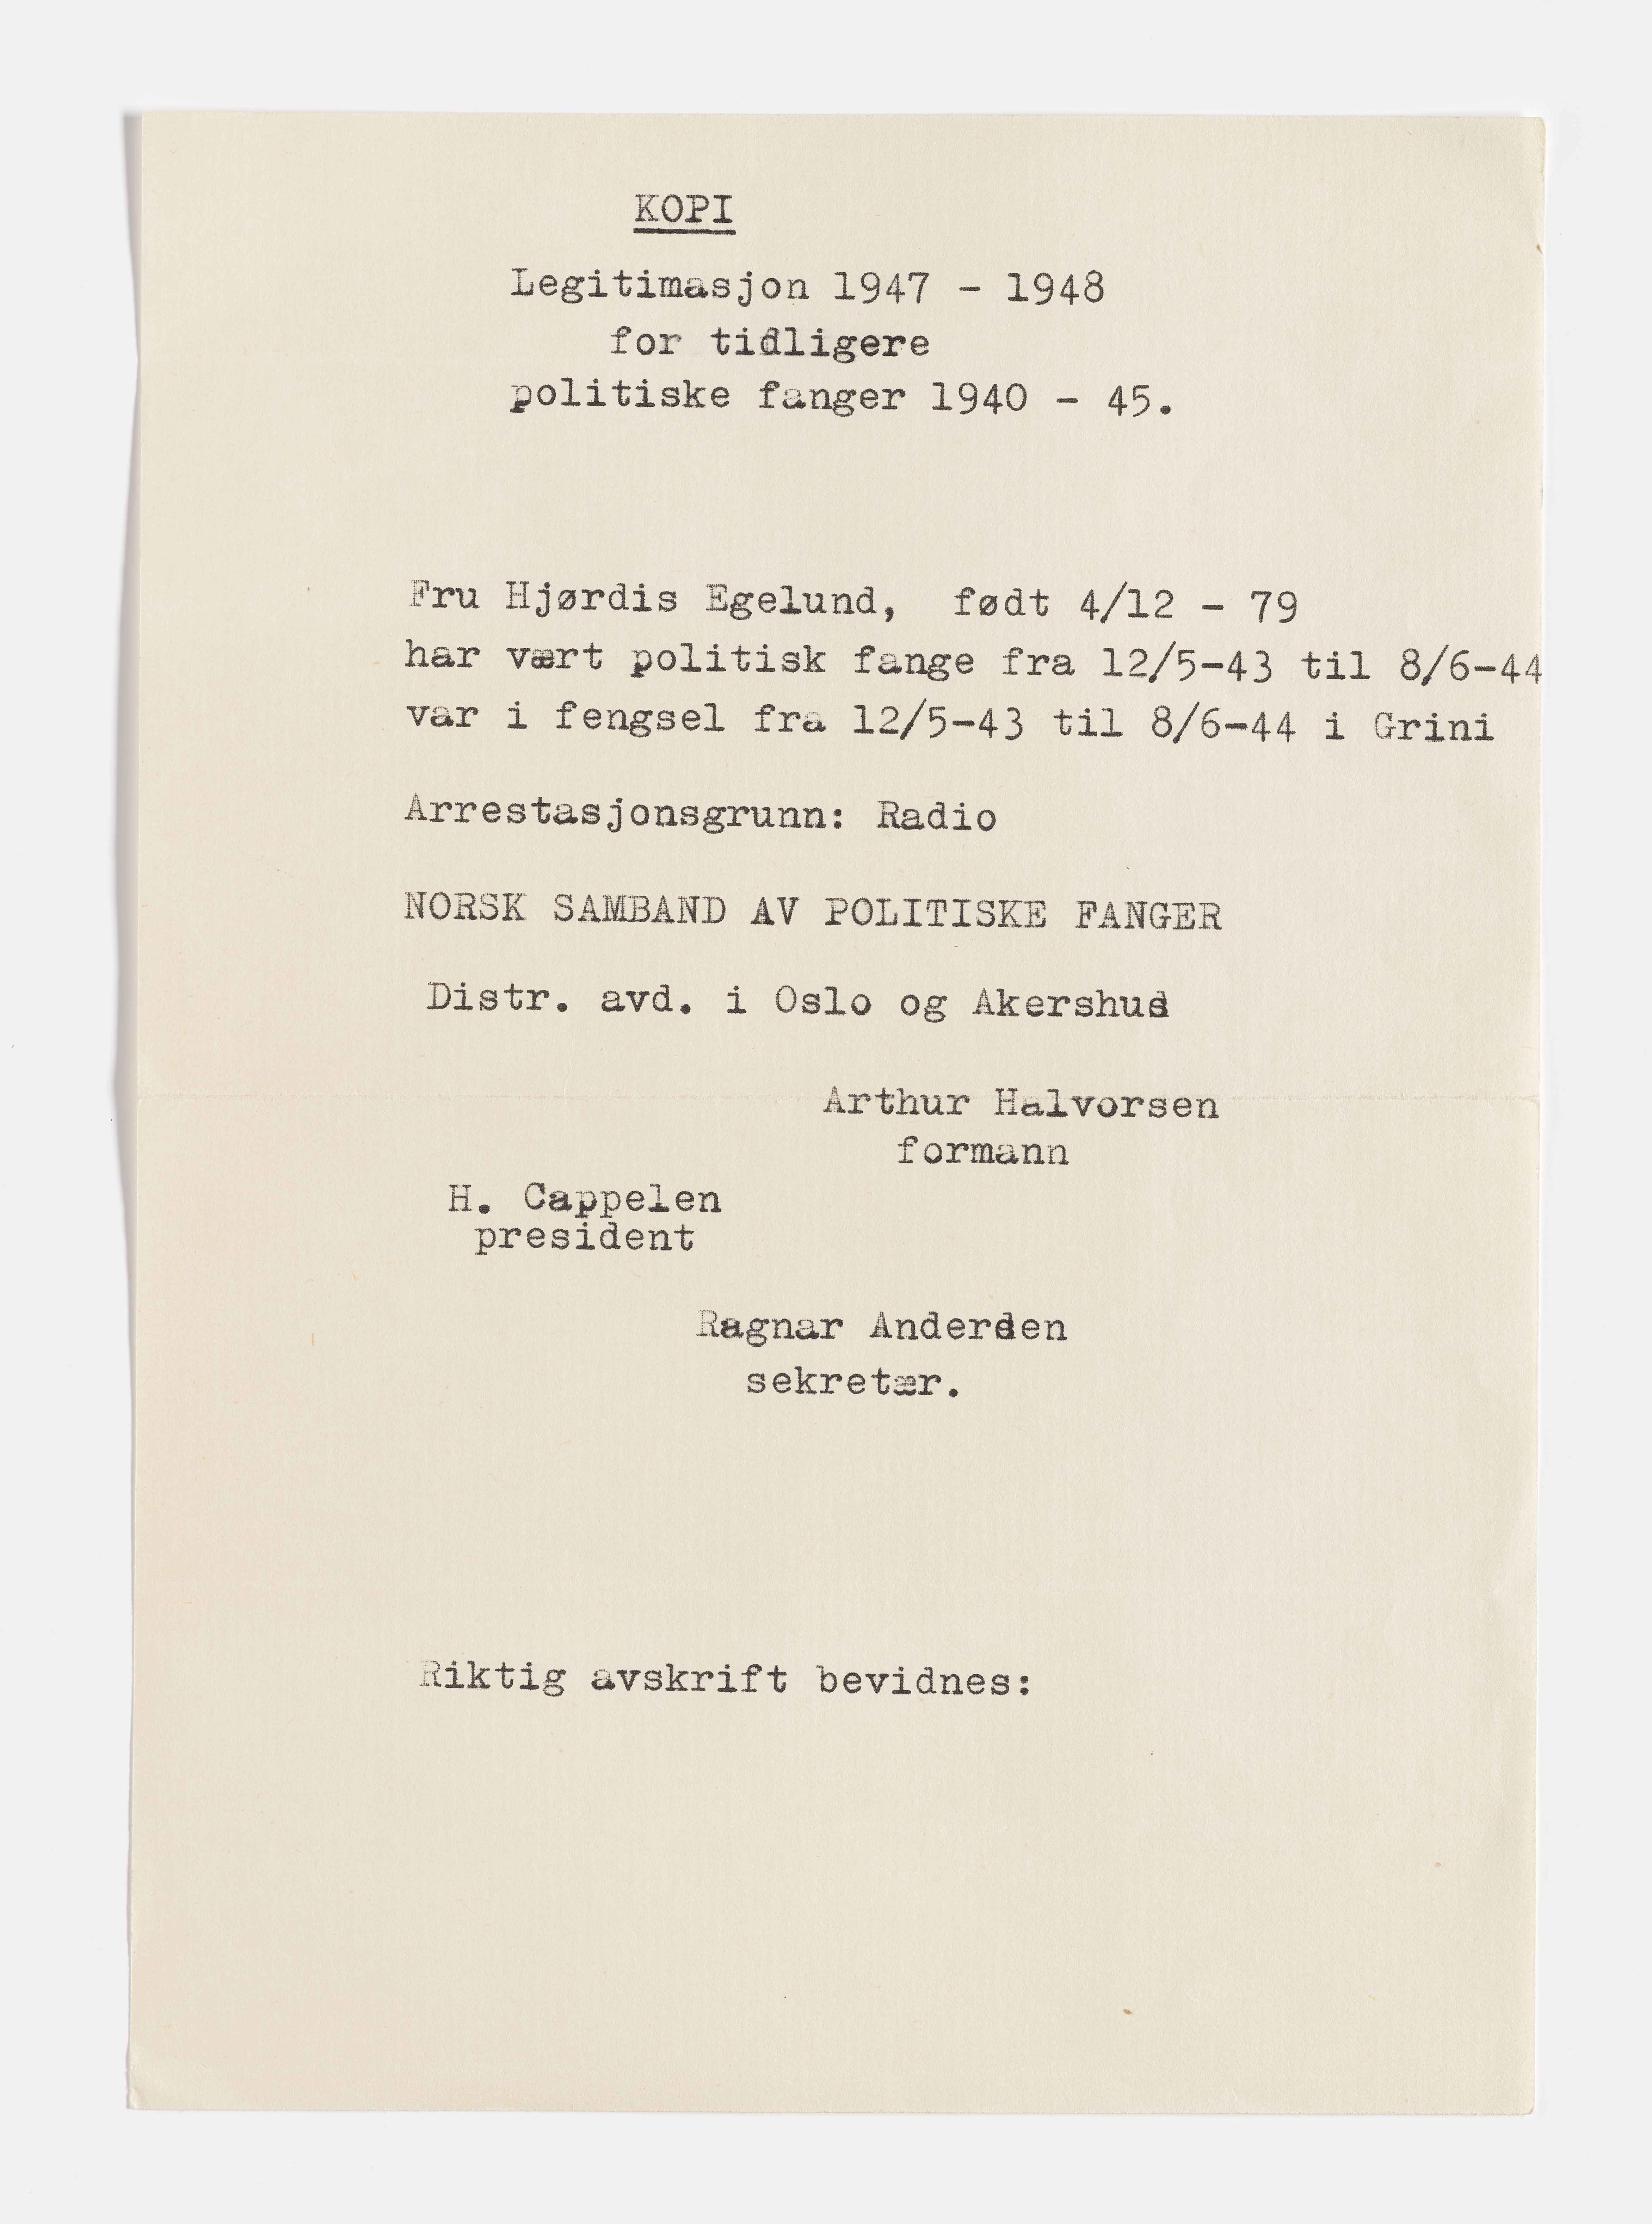 KOPI
Legitimasjon 1947 - 1948
for tidligere
politiske fanger 1940 - 45.
Fru Hjørdis Egelund, født 4/12 - 79
har vært politisk fange fra 12/5-43 til 8/6-44
var i fengsel fra 12/5-43 til 8/6-44 i Grini
Arrestasjonsgrunn: Radio
NORSK SAMBAND AV POLITISKE FANGER
Distr. avd. i Oslo og Akershus
Arthur Halvorsen
formann
H. Cappelen
president
Ragnar Andersen
sekretær.
Riktig avskrift bevidnes: